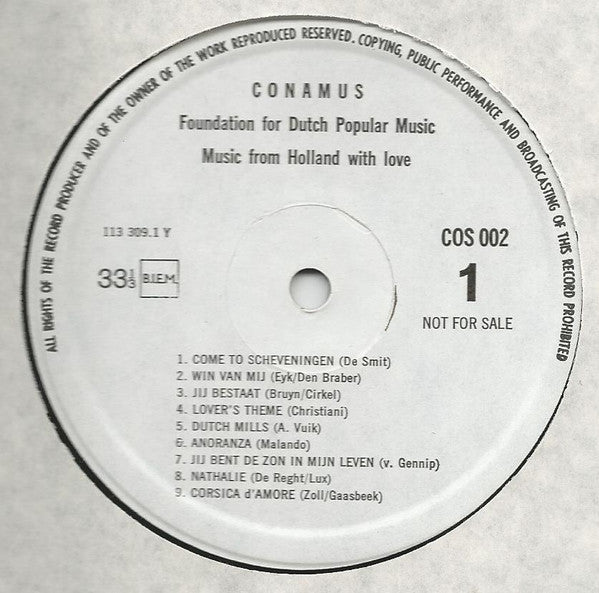 ALL RIGHTS OF THE RECORD PRODUCER AND OF THE OWNER OF THE WORK REPRODUCED RESERVED. COPYING, PUBLIC PERFORMANCE AND BROADCASTING OF THIS RECORD PROHIBITED
CONAMUS
Foundation for Dutch Popular Music
Music from Holland with love
113 309.1 Y
COS 002
33⅓ B.I.E.M.
1
NOT FOR SALE
1. COME TO SCHEVENINGEN (De Smit)
2. WIN VAN MIJ (Eyk/Den Braber)
3. JIJ BESTAAT (Bruyn/Cirkel)
4. LOVER'S THEME (Christiani)
5. DUTCH MILLS (A. Vuik)
6. ANORANZA (Malando)
7. JIJ BENT DE ZON IN MIJN LEVEN (v. Gennip)
8. NATHALIE (De Reght/Lux)
9. CORSICA d'AMORE (Zoll/Gaasbeek)